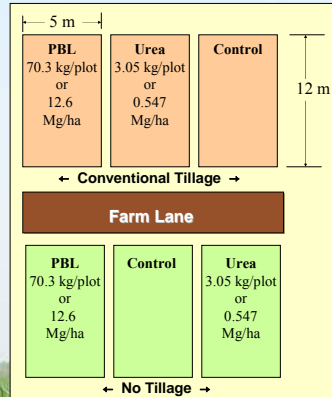 5 m
PBL
70.3 kg/plot
or
12.6
Mg/ha
Urea
3.05 kg/plot
or
0.547
Mg/ha
Control
12 m
← Conventional Tillage →
Farm Lane
PBL
70.3 kg/plot
or
12.6
Mg/ha
Control
Urea
3.05 kg/plot
or
0.547
Mg/ha
← No Tillage →